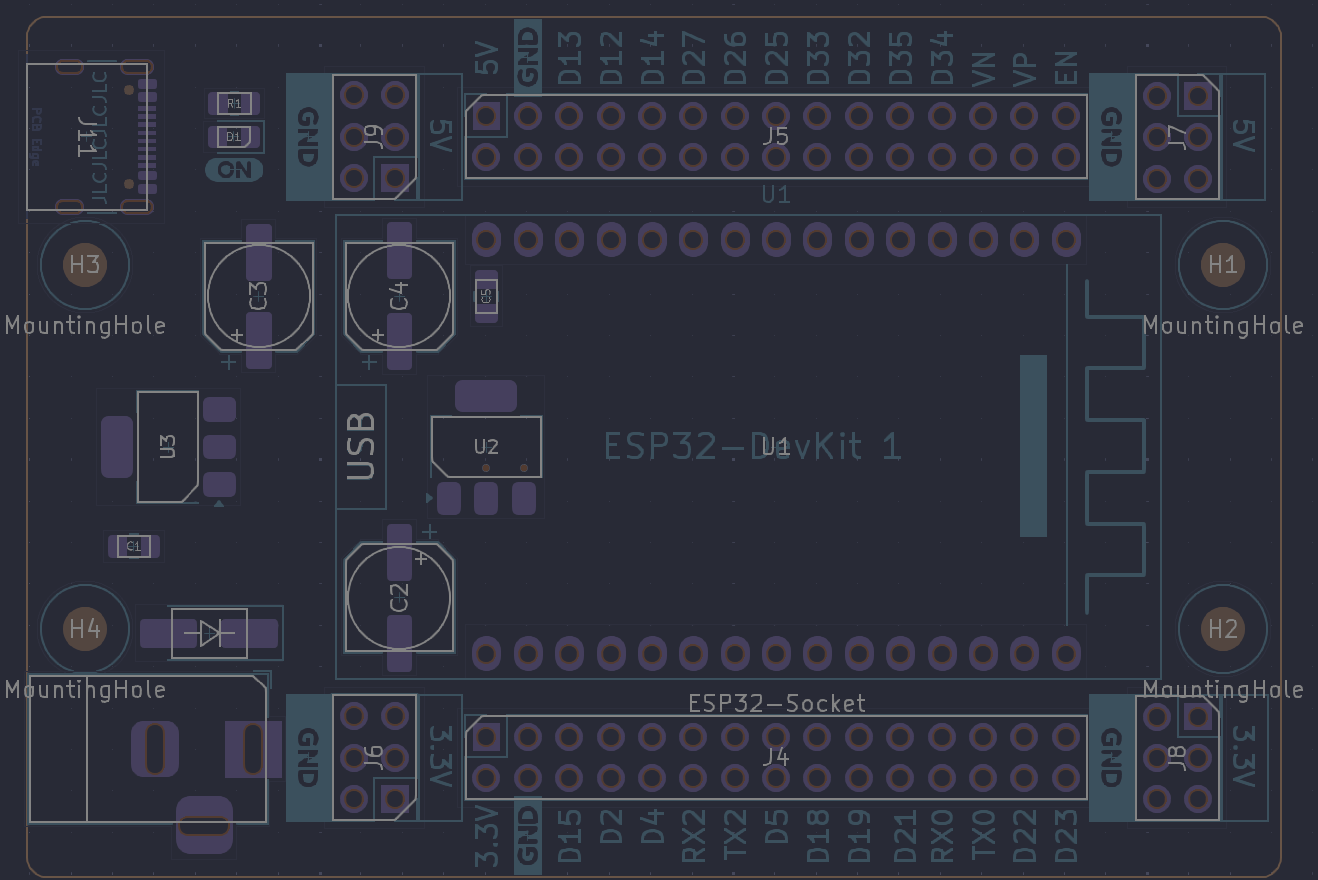 5V
GND
D13
D12
D14
D27
D26
D25
D33
D32
D35
D34
VN
VP
EN
PCB Edge
J1
JLCJLCJLCJLC
R1
D1
ON
GND
J9
5V
J5
GND
J7
5V
U1
H3
MountingHole
C3
+
+
C4
+
+
C5
H1
MountingHole
U3
USB
U2
ESP32-DevKit 1
U1
C1
+
+
C2
H4
MountingHole
H2
MountingHole
ESP32-Socket
GND
J6
3.3V
J4
GND
J8
3.3V
3.3V
GND
D15
D2
D4
RX2
TX2
D5
D18
D19
D21
RX0
TX0
D22
D23